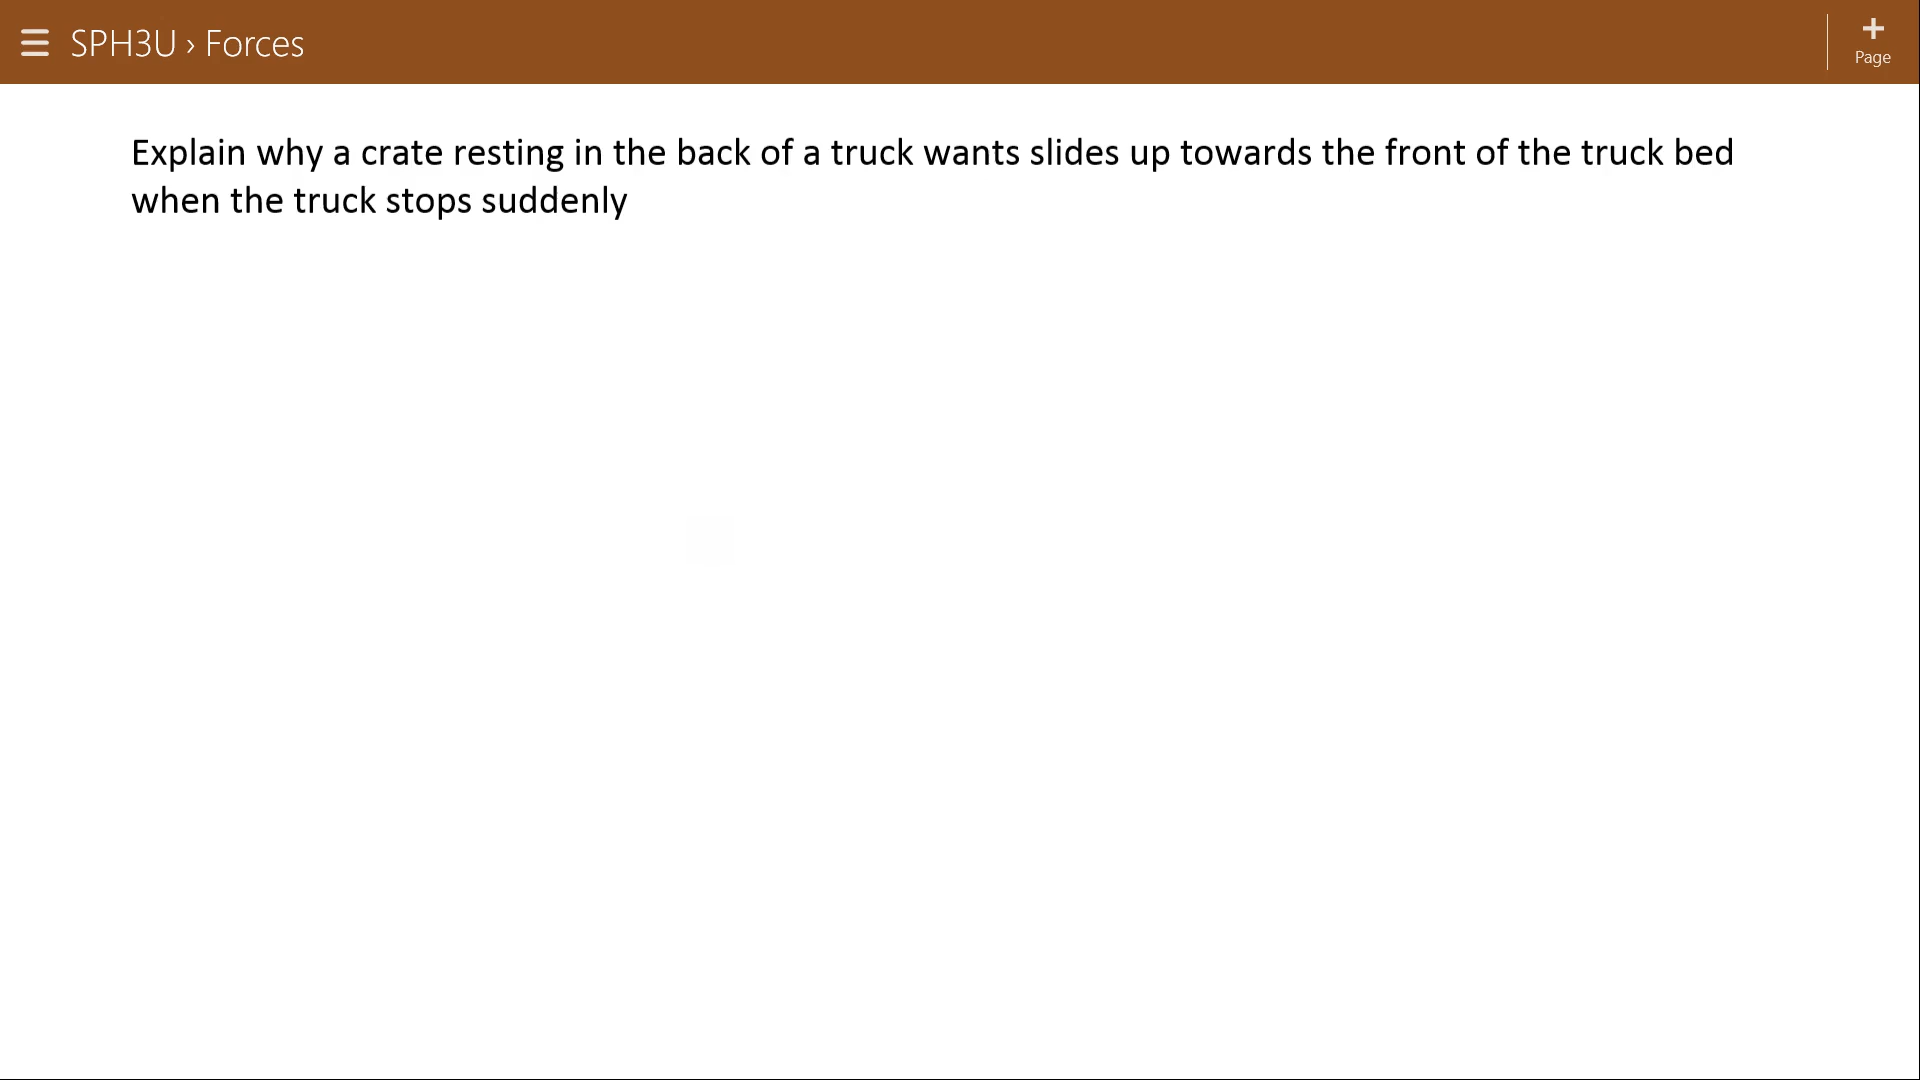 SPH3U › Forces
Page
Explain why a crate resting in the back of a truck wants slides up towards the front of the truck bed
when the truck stops suddenly